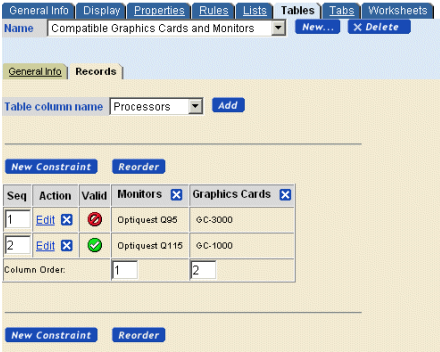 General Info Display Properties Rules Lists Tables Tabs Worksheets
Name Compatible Graphics Cards and Monitors New... Delete
General Info Records
Table column name Processors Add
New Constraint Reorder
Seq Action Valid Monitors Graphics Cards
1 Edit Optiquest Q95 GC-3000
2 Edit Optiquest Q115 GC-1000
Column Order: 1 2
New Constraint Reorder